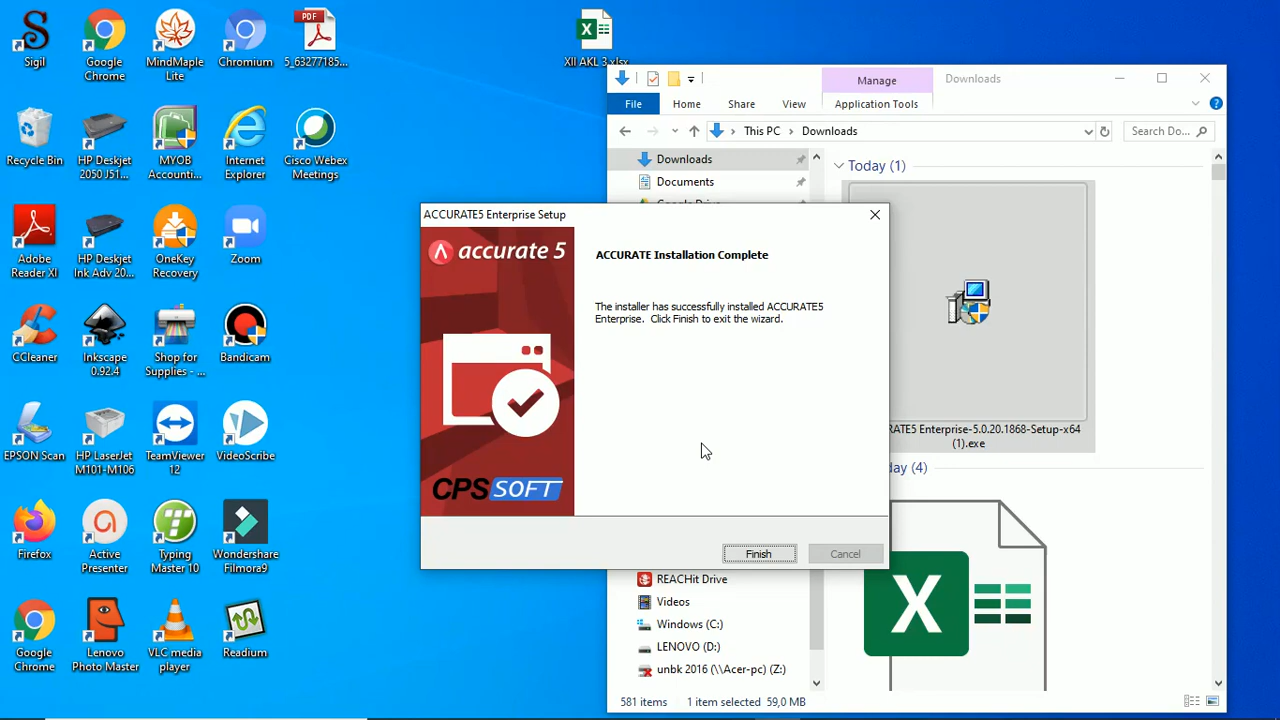 Sigil
Google
Chrome
MindMaple
Lite
Chromium
PDF
5_63277185...
XII AKL 3.xlsx
Recycle Bin
HP Deskjet
2050 J51...
MYOB
Accounti...
Internet
Explorer
Cisco Webex
Meetings
Adobe
Reader XI
HP Deskjet
Ink Adv 20...
OneKey
Recovery
Zoom
CCleaner
Inkscape
0.92.4
Shop for
Supplies - ...
Bandicam
EPSON Scan
HP LaserJet
M101-M106
TeamViewer
12
VideoScribe
Firefox
Active
Presenter
Typing
Master 10
Wondershare
Filmora9
Google
Chrome
Lenovo
Photo Master
VLC media
player
Readium
Manage
Downloads
File
Home
Share
View
Application Tools
This PC
Downloads
Search Do...
Downloads
Documents
Today (1)
ACCURATE5 Enterprise Setup
accurate 5
ACCURATE Installation Complete
The installer has successfully installed ACCURATE5
Enterprise. Click Finish to exit the wizard.
CPSSOFT
Finish
Cancel
RATE5 Enterprise-5.0.20.1868-Setup-x64
(1).exe
day (4)
X
REACHit Drive
Videos
Windows (C:)
LENOVO (D:)
unbk 2016 (\\Acer-pc) (Z:)
581 items
1 item selected 59,0 MB